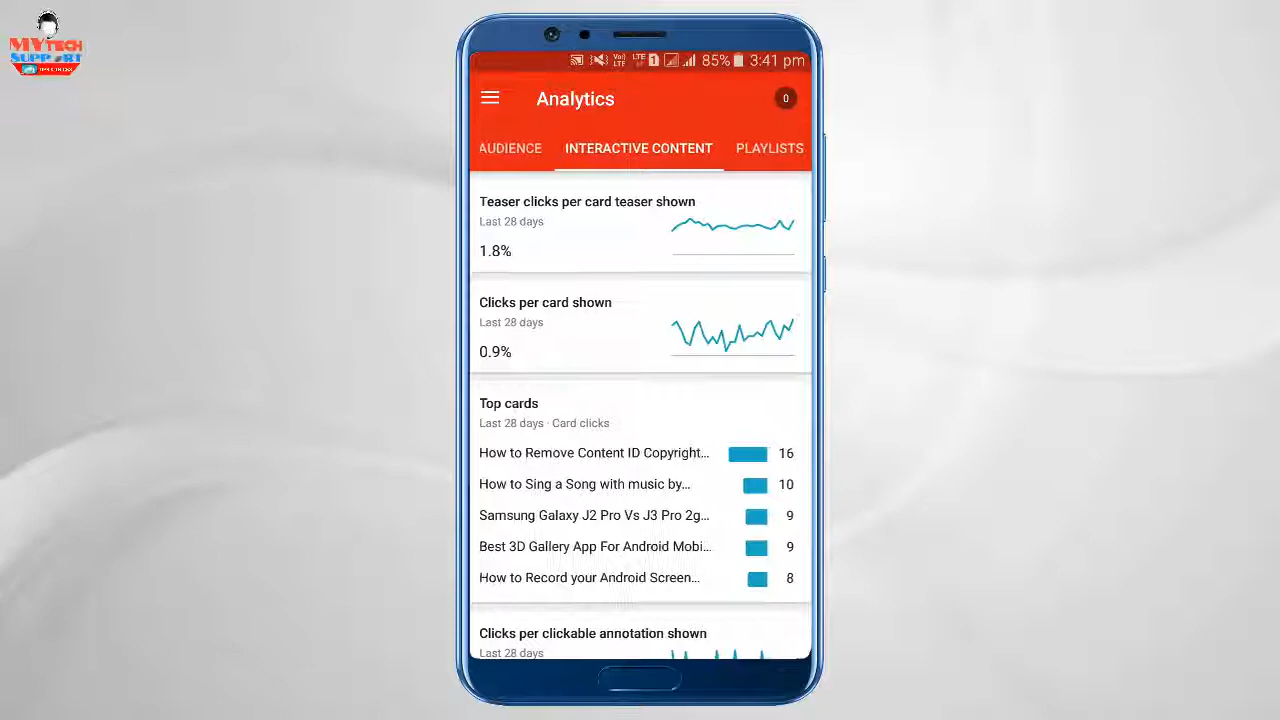 MY TECH
SUPPORT
VoLTE LTE 1 85% 3:41 pm
Analytics
0
AUDIENCE INTERACTIVE CONTENT PLAYLISTS
Teaser clicks per card teaser shown
Last 28 days
1.8%
Clicks per card shown
Last 28 days
0.9%
Top cards
Last 28 days · Card clicks
How to Remove Content ID Copyright... 16
How to Sing a Song with music by... 10
Samsung Galaxy J2 Pro Vs J3 Pro 2g... 9
Best 3D Gallery App For Android Mobi... 9
How to Record your Android Screen... 8
Clicks per clickable annotation shown
Last 28 days